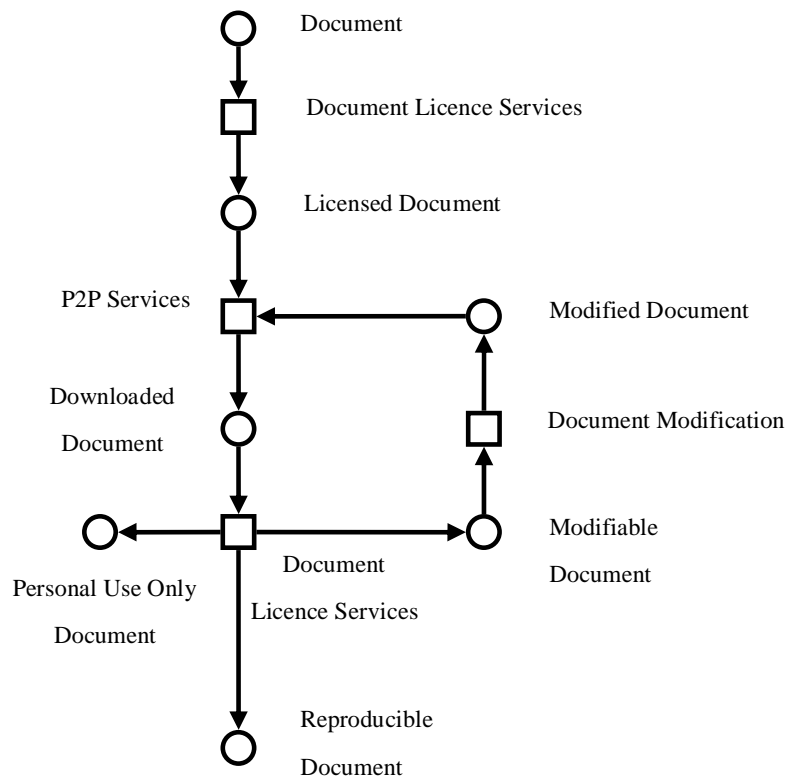 Document
Document Licence Services
Licensed Document
P2P Services
Modified Document
Downloaded
Document
Document Modification
Modifiable
Document
Document
Licence Services
Personal Use Only
Document
Reproducible
Document